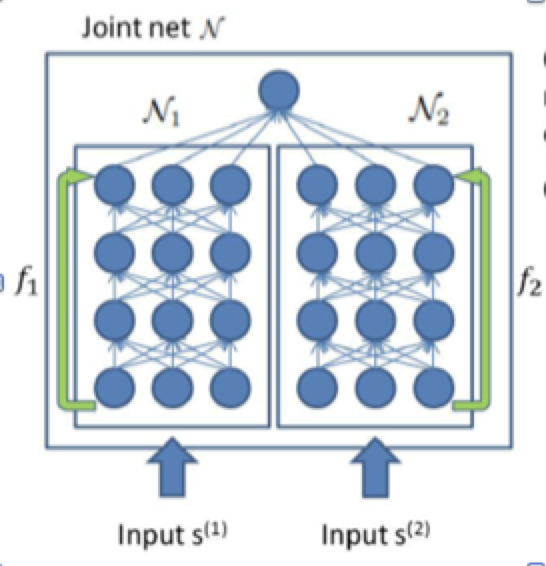 Joint net 𝒩
𝒩₁ 𝒩₂
f₁ f₂
Input s⁽¹⁾ Input s⁽²⁾